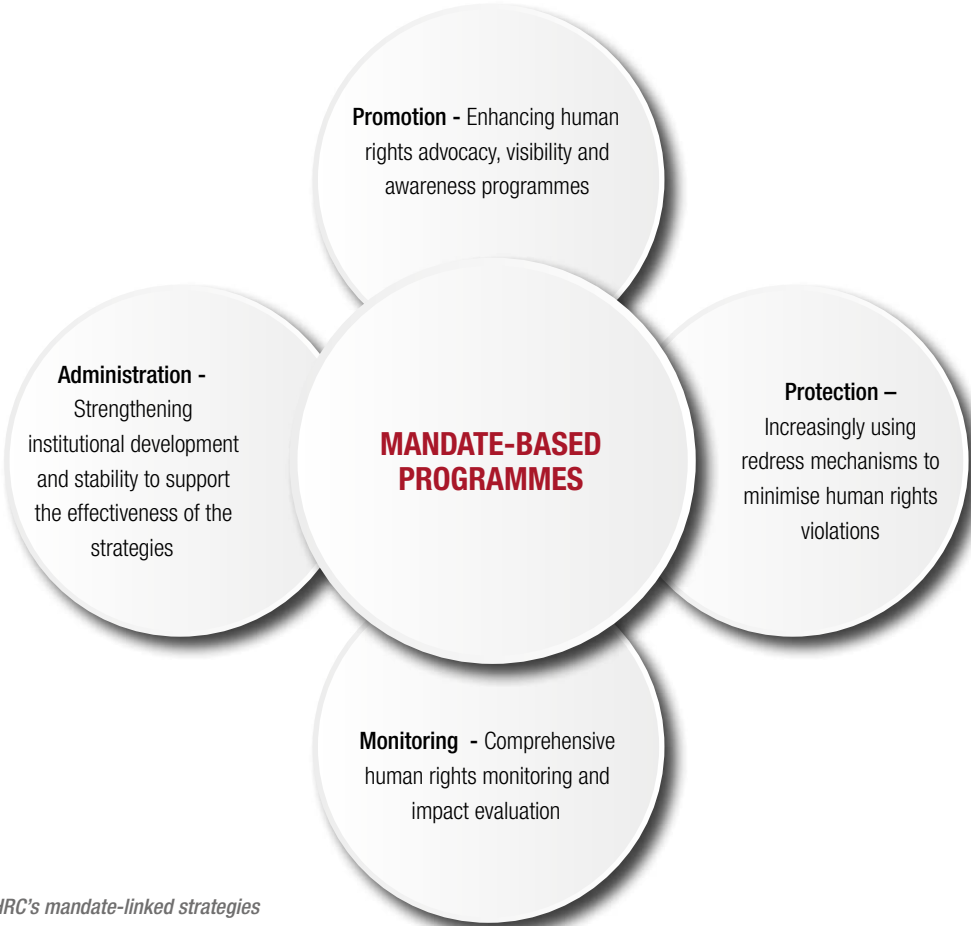 Promotion - Enhancing human
rights advocacy, visibility and
awareness programmes
Administration -
Strengthening
institutional development
and stability to support
the effectiveness of the
strategies
MANDATE-BASED
PROGRAMMES
Protection –
Increasingly using
redress mechanisms to
minimise human rights
violations
Monitoring - Comprehensive
human rights monitoring and
impact evaluation
mandate-linked strategies